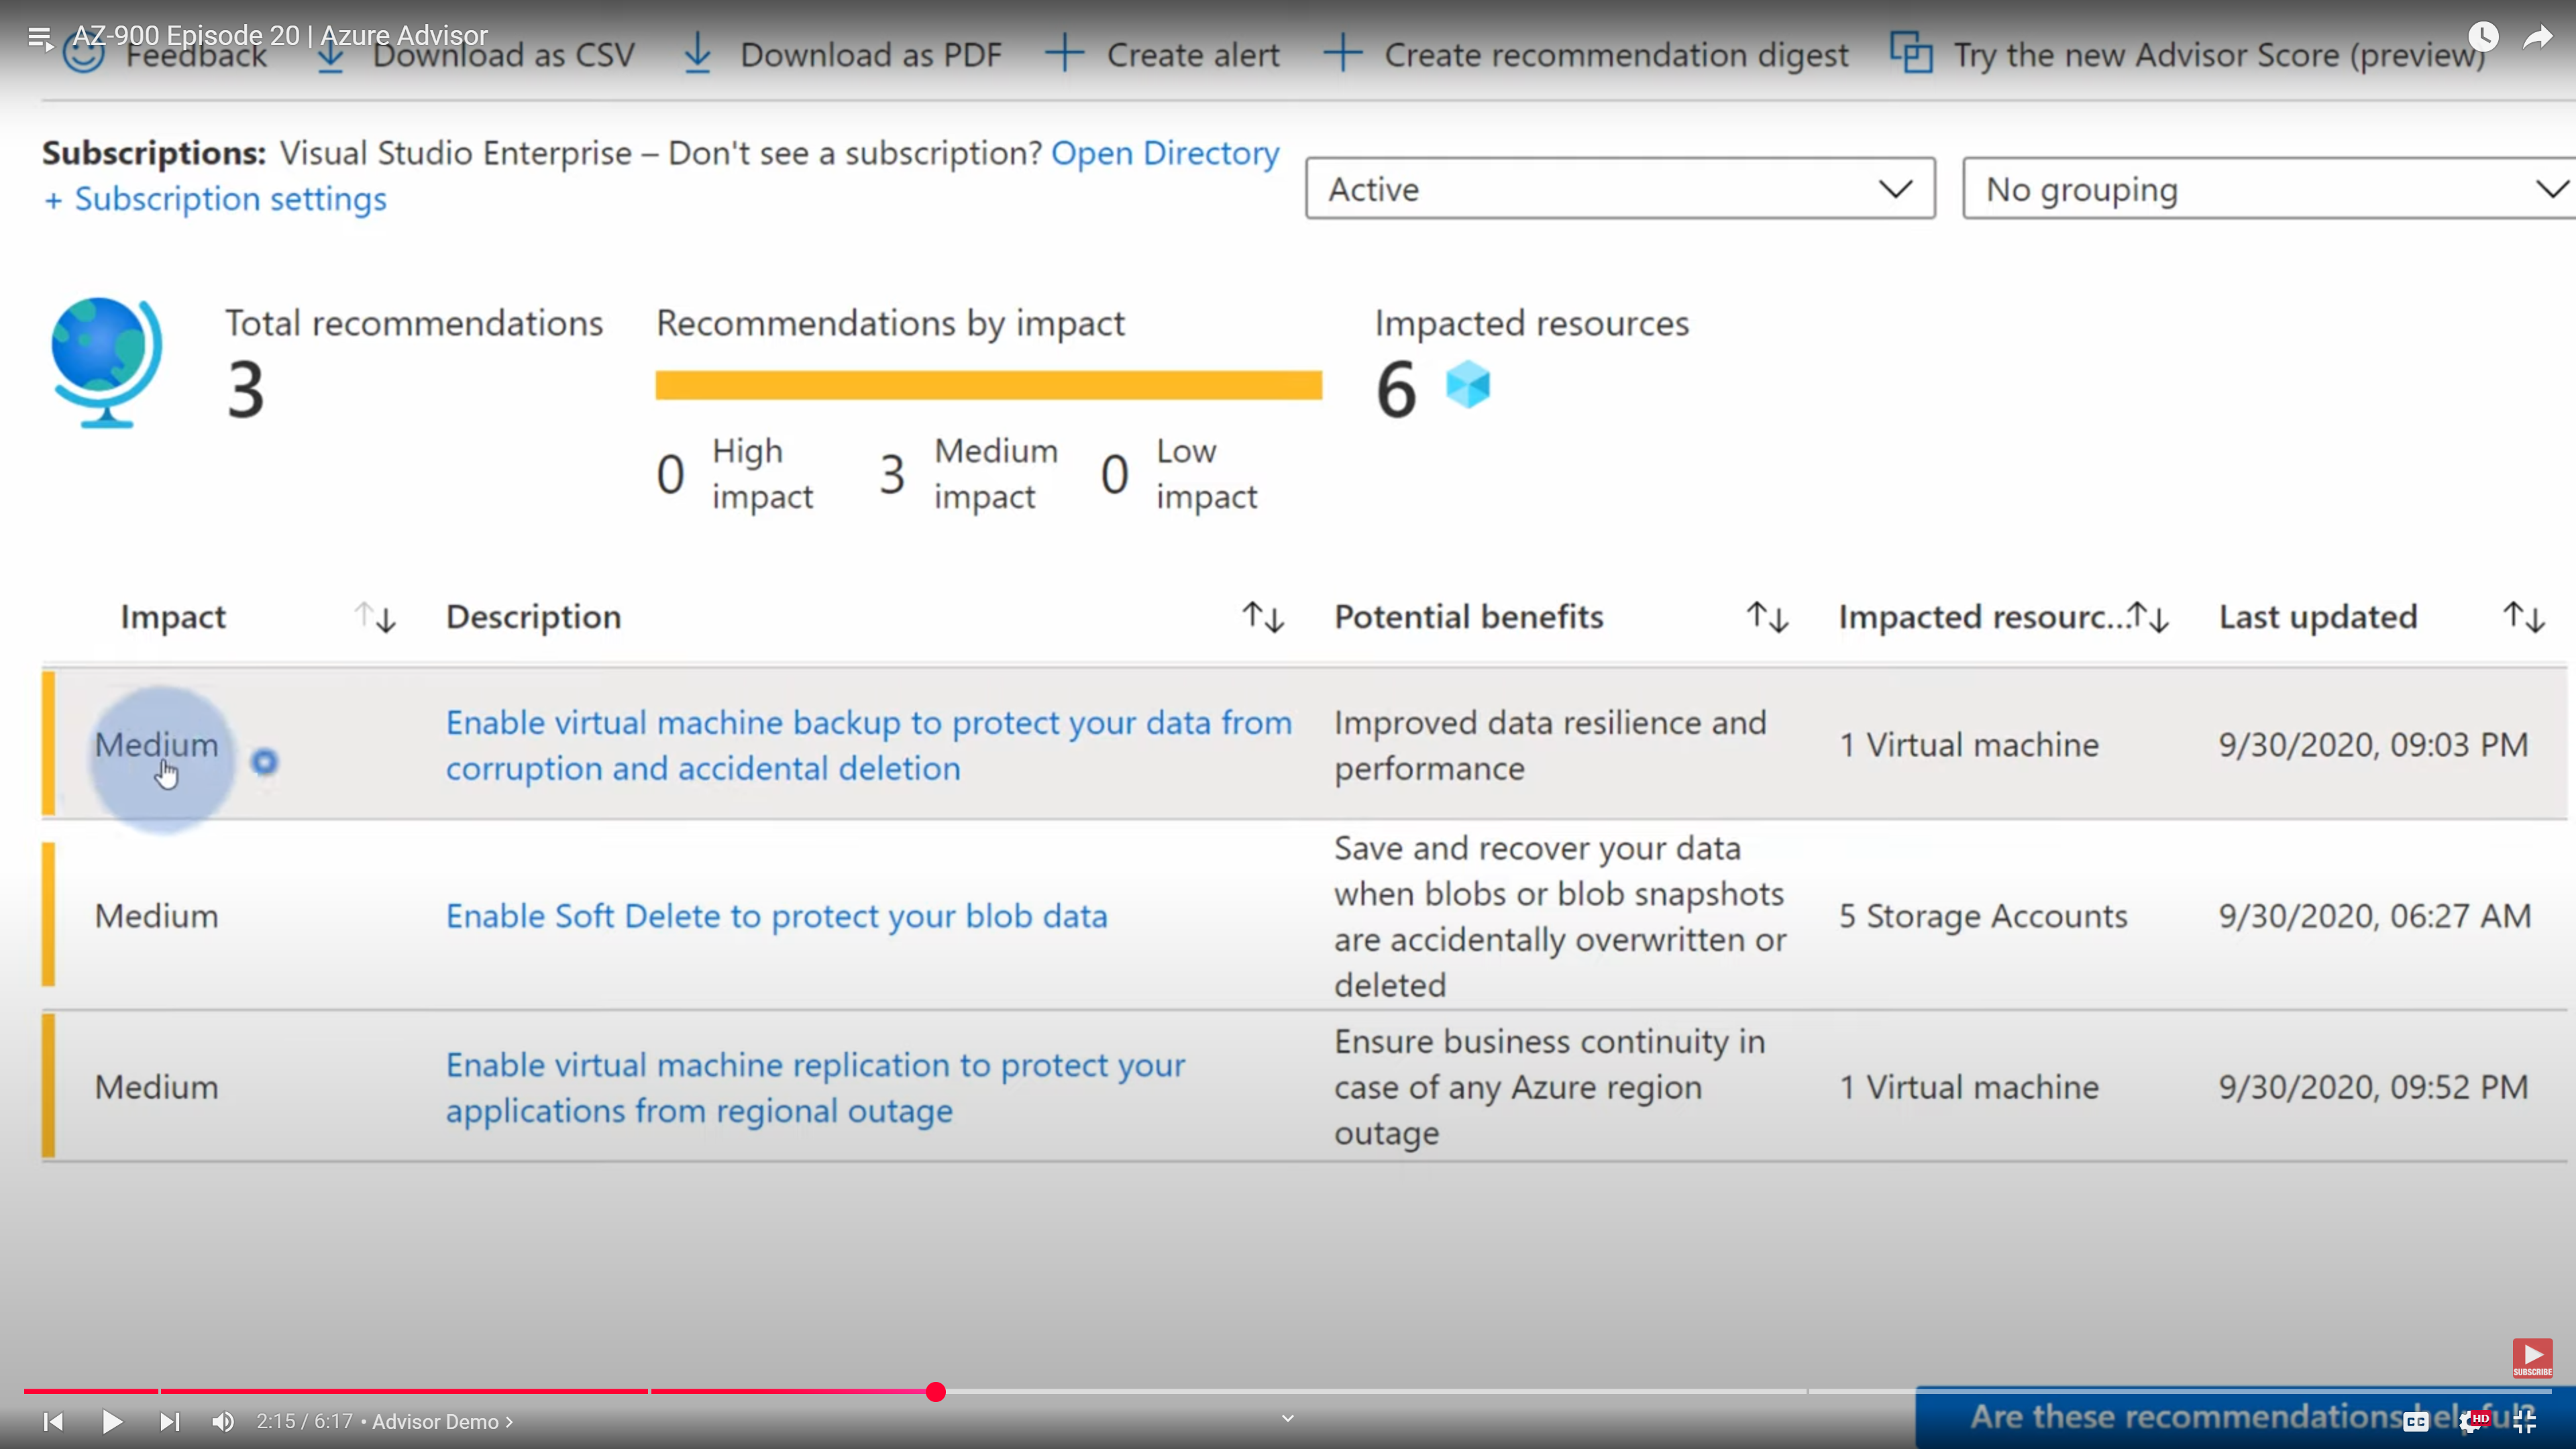 AZ-900 Episode 20 | Azure Advisor
Feedback Download as CSV Download as PDF Create alert Create recommendation digest Try the new Advisor Score (preview)
Subscriptions: Visual Studio Enterprise – Don't see a subscription? Open Directory
+ Subscription settings
Active
No grouping
Total recommendations
3
Recommendations by impact
0 High impact
3 Medium impact
0 Low impact
Impacted resources
6
Impact Description Potential benefits Impacted resourc... Last updated
Medium
Enable virtual machine backup to protect your data from
corruption and accidental deletion
Improved data resilience and
performance
1 Virtual machine
9/30/2020, 09:03 PM
Medium
Enable Soft Delete to protect your blob data
Save and recover your data
when blobs or blob snapshots
are accidentally overwritten or
deleted
5 Storage Accounts
9/30/2020, 06:27 AM
Medium
Enable virtual machine replication to protect your
applications from regional outage
Ensure business continuity in
case of any Azure region
outage
1 Virtual machine
9/30/2020, 09:52 PM
SUBSCRIBE
2:15 / 6:17 • Advisor Demo
Are these recommendations helpful?
CC
HD